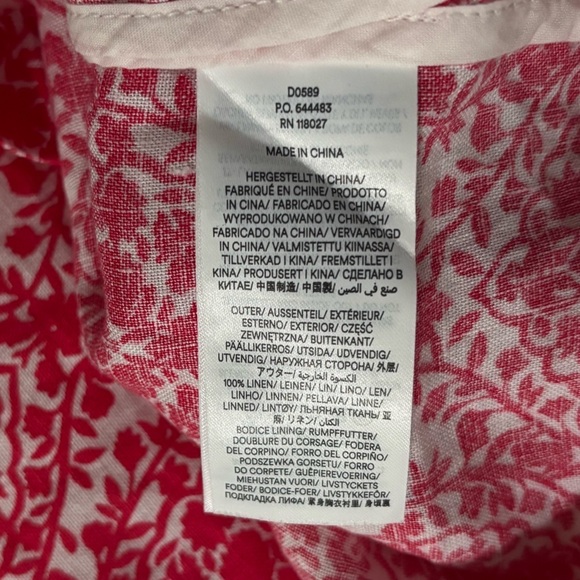 D0589
P.O. 644483
RN 118027
MADE IN CHINA
HERGESTELLT IN CHINA/
FABRIQUÉ EN CHINE/ PRODOTTO
IN CINA/ FABRICADO EN CHINA/
WYPRODUKOWANO W CHINACH/
FABRICADO NA CHINA/ VERVAARDIGD
IN CHINA/ VALMISTETTU KIINASSA/
TILLVERKAD I KINA/ FREMSTILLET I
KINA/ PRODUSERT I KINA/ СДЕЛАНО В
КИТАЕ/ 中国制造/ 中国製/ صنع في الصين
OUTER/ AUSSENTEIL/ EXTÉRIEUR/
ESTERNO/ EXTERIOR/ CZĘŚĆ
ZEWNĘTRZNA/ BUITENKANT/
PÄÄLLIKERROS/ UTSIDA/ UDVENDIG/
UTVENDIG/ НАРУЖНАЯ СТОРОНА/ 外层/
アウター/ الكسوة الخارجية/
100% LINEN/ LEINEN/ LIN/ LINO/ LEN/
LINHO/ LINNEN/ PELLAVA/ LINNE/
LINNED/ LINTØY/ ЛЬНЯНАЯ ТКАНЬ/ 亚
麻/ リネン/ الكتان/
BODICE LINING/ RUMPFFUTTER/
DOUBLURE DU CORSAGE/ FODERA
DEL CORPINO/ FORRO DEL CORPIÑO/
PODSZEWKA GORSETU/ FORRO
DO CORPETE/ GUÊPIEREVOERING/
MIEHUSTAN VUORI/ LIVSTYCKETS
FODER/ BODICE-FOER/ LIVSTYKKEFÔR/
ПОДКЛАДКА ЛИФА/ 紧身胸衣衬里/ 身頃裏地/